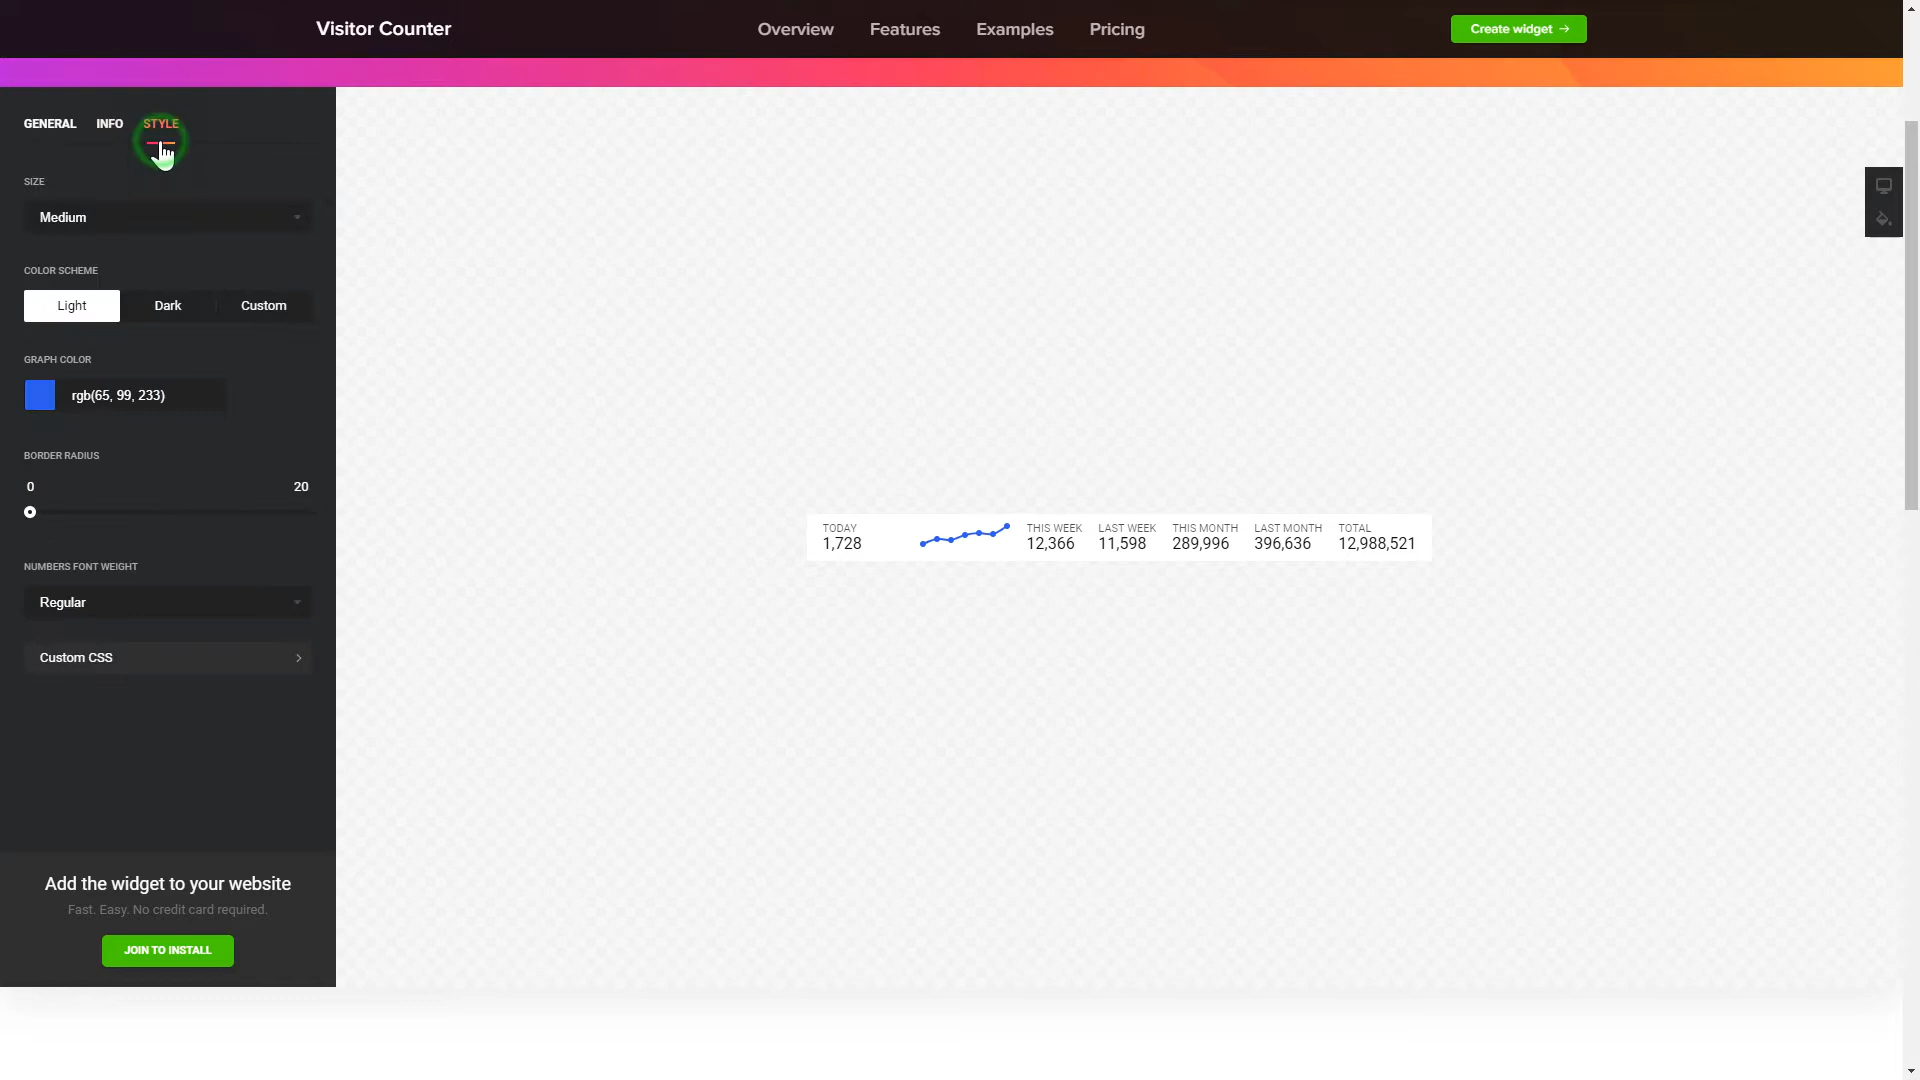 Visitor Counter
Overview Features Examples Pricing
Create widget →
GENERAL INFO STYLE
SIZE
Medium
COLOR SCHEME
Light Dark Custom
GRAPH COLOR
rgb(65, 99, 233)
BORDER RADIUS
0 20
NUMBERS FONT WEIGHT
Regular
Custom CSS
Add the widget to your website
Fast. Easy. No credit card required.
JOIN TO INSTALL
TODAY THIS WEEK LAST WEEK THIS MONTH LAST MONTH TOTAL
1,728 12,366 11,598 289,996 396,636 12,988,521